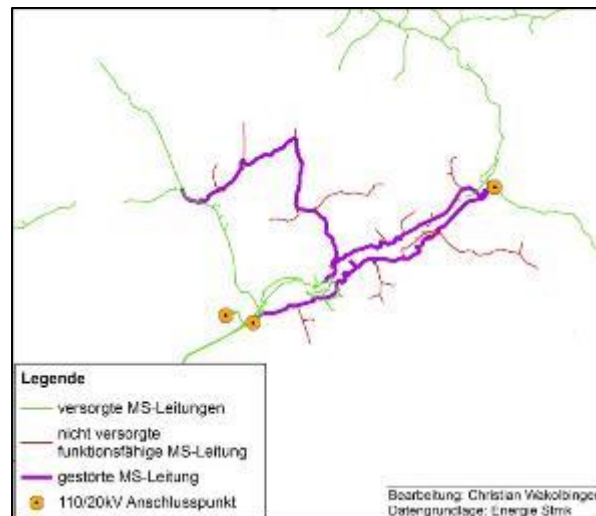 Legende
versorgte MS-Leitungen
nicht versorgte
funktionsfähige MS-Leitung
gestörte MS-Leitung
110/20kV Anschlusspunkt
Bearbeitung: Christian Wakolbinger
Datengrundlage: Energie Stmk